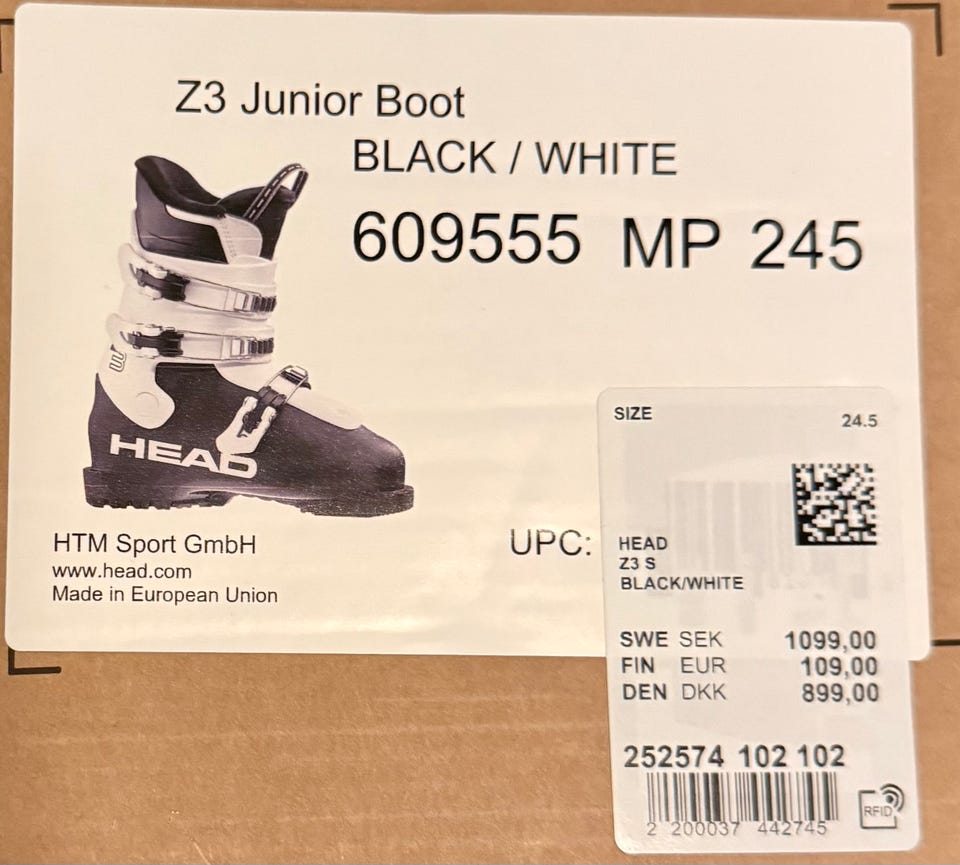 Z3 Junior Boot
BLACK / WHITE
609555 MP 245
HEAD
HTM Sport GmbH
www.head.com
Made in European Union
UPC:
SIZE 24.5
HEAD
Z3 S
BLACK/WHITE
SWE SEK 1099,00
FIN EUR 109,00
DEN DKK 899,00
252574 102 102
2 200037 442745
RFID